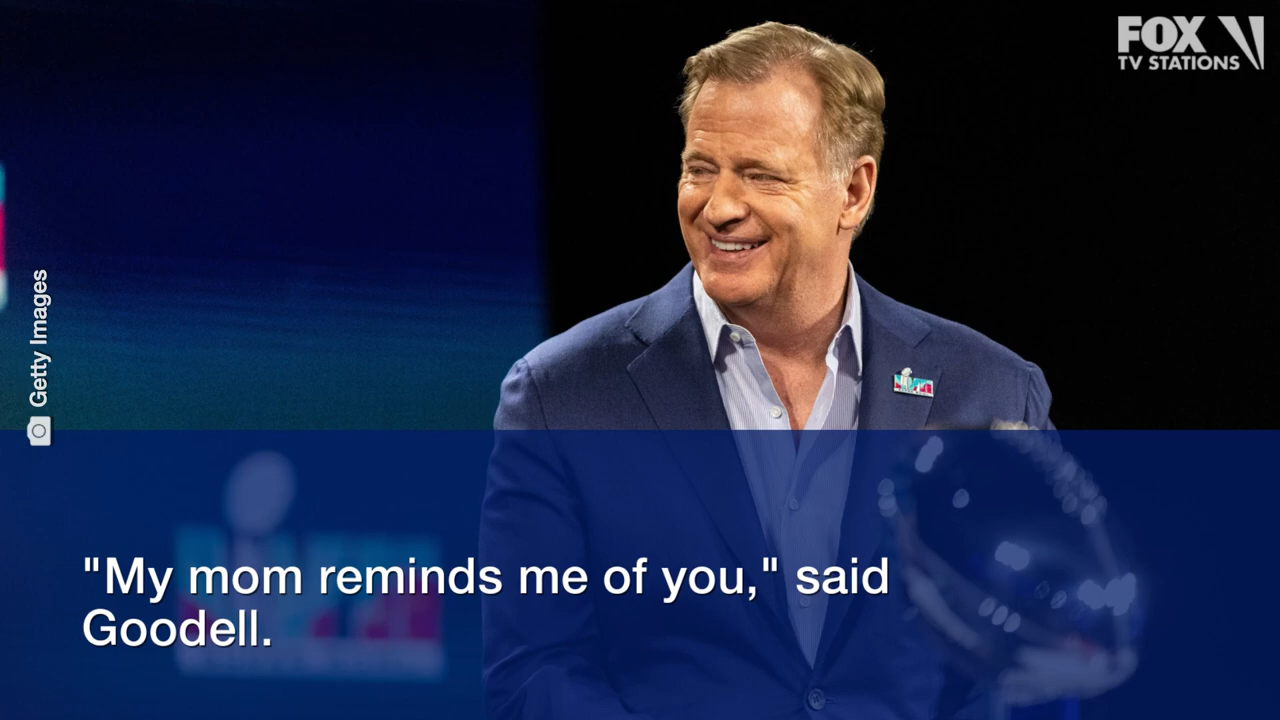 FOX
TV STATIONS
Getty Images
"My mom reminds me of you," said
Goodell.